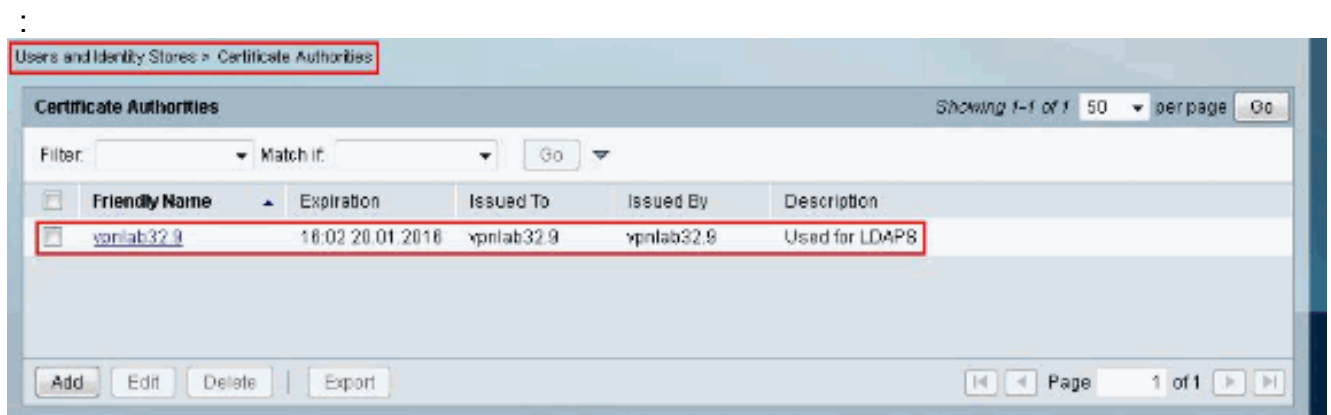 :
Users and Identity Stores > Certificate Authorities
Certificate Authorities Showing 1-1 of 1 50 per page Go
Filter: Match if: Go
Friendly Name Expiration Issued To Issued By Description
vpnlab32.9 16:02 20.01.2016 vpnlab32.9 vpnlab32.9 Used for LDAPS
Add Edit Delete | Export Page 1 of 1